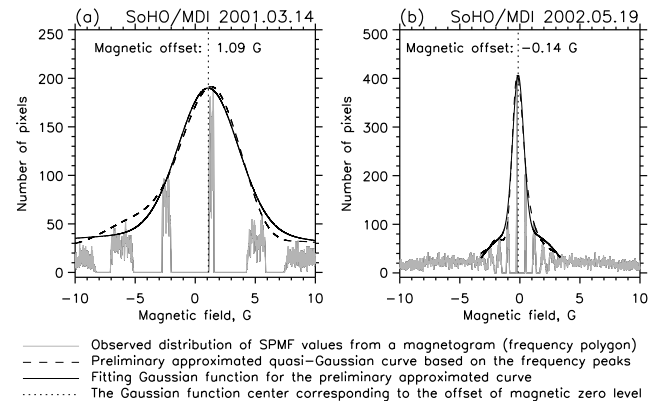 (a) SoHO/MDI 2001.03.14
(b) SoHO/MDI 2002.05.19
Magnetic offset: 1.09 G
Magnetic offset: -0.14 G
Number of pixels
250
200
150
100
50
0
-10 -5 0 5 10
Magnetic field, G
Number of pixels
500
400
300
200
100
0
-10 -5 0 5 10
Magnetic field, G
Observed distribution of SPMF values from a magnetogram (frequency polygon)
Preliminary approximated quasi-Gaussian curve based on the frequency peaks
Fitting Gaussian function for the preliminary approximated curve
The Gaussian function center corresponding to the offset of magnetic zero level